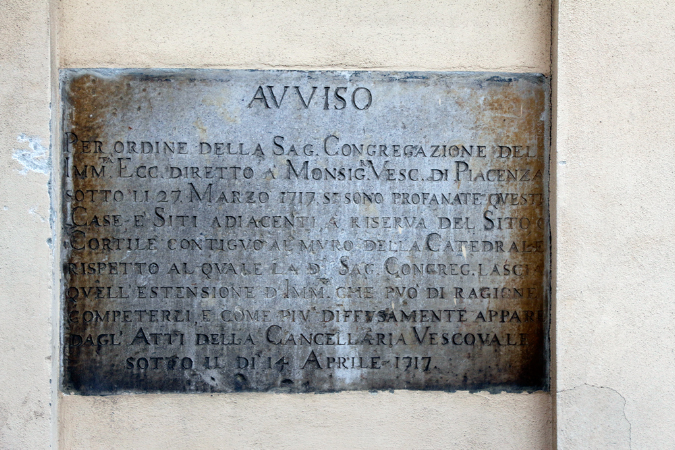 AVVISO
PER ORDINE DELLA SAG. CONGREGAZIONE DEL
IMM.TA ECC. DIRETTO A MONSIG.R VESC. DI PIACENZA
SOTTO LI 27 MARZO 1717 SI SONO PROFANATE QUESTE
CASE E SITI ADIACENTI A RISERVA DEL SITO O
CORTILE CONTIGVO AL MVRO DELLA CATEDRALE
RISPETTO AL QVALE LA D. SAG. CONGREG. LASCIA
QVELL'ESTENSIONE D'IMM. CHE PVO' DI RAGIONE
COMPETERLI, E COME PIV' DIFFVSAMENTE APPARE
DAGL' ATTI DELLA CANCELLARIA VESCOVALE
SOTTO IL DI 14 APRILE 1717.